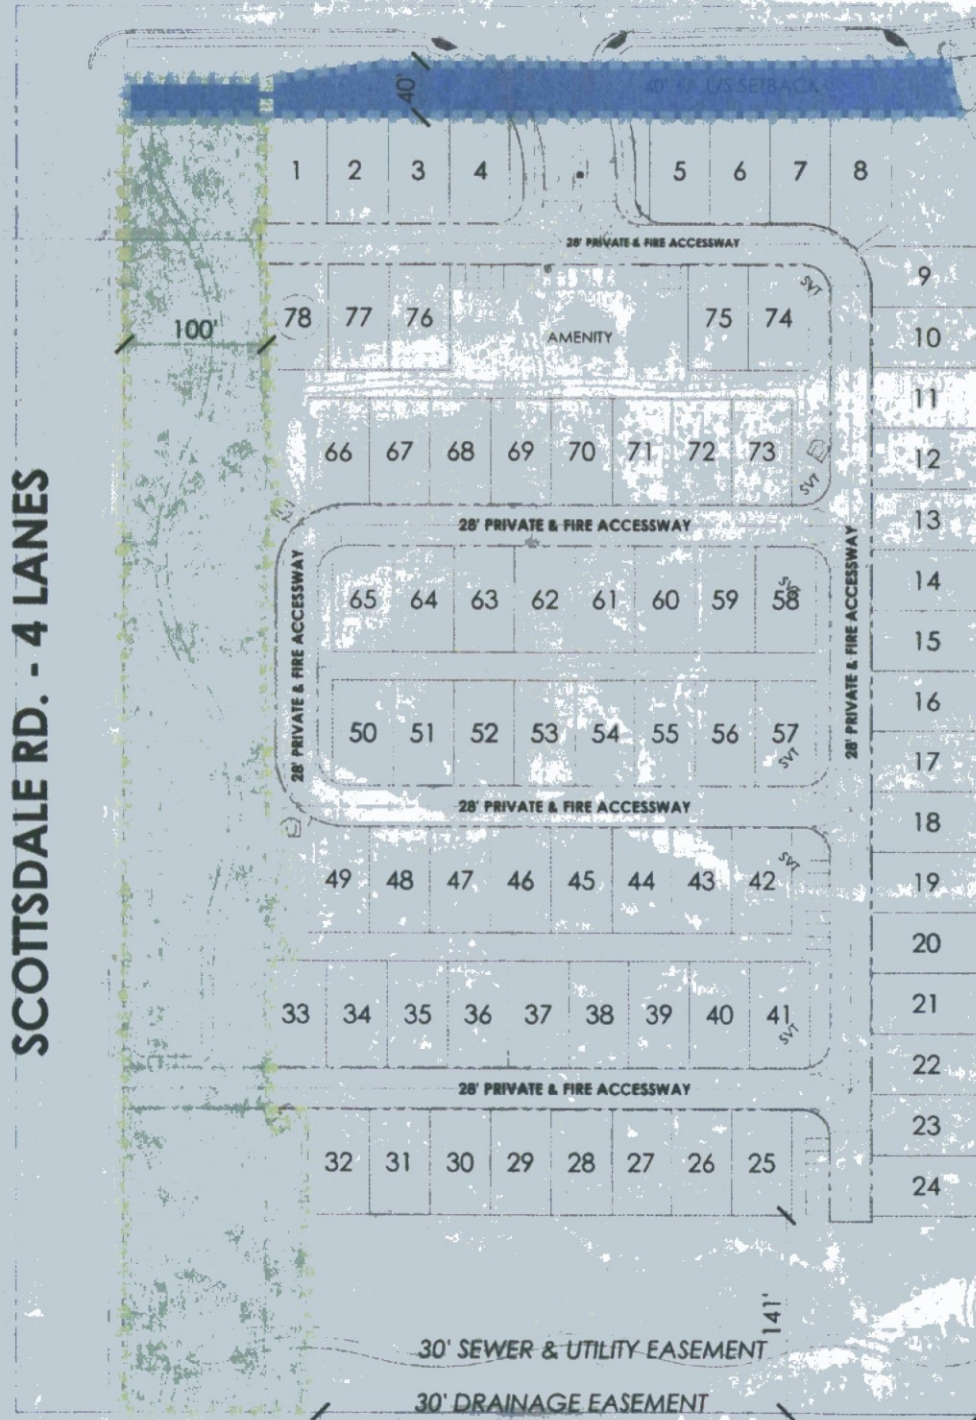 40'
40' +/- L/S SETBACK
1 2 3 4 5 6 7 8
28' PRIVATE & FIRE ACCESSWAY
9
SVT
78 77 76 AMENITY 75 74
100'
10
11
66 67 68 69 70 71 72 73
12
SVT
13
28' PRIVATE & FIRE ACCESSWAY
SCOTTSDALE RD. - 4 LANES
28' PRIVATE & FIRE ACCESSWAY
28' PRIVATE & FIRE ACCESSWAY
14
65 64 63 62 61 60 59 58
15
16
50 51 52 53 54 55 56 57
SVT
17
28' PRIVATE & FIRE ACCESSWAY
18
49 48 47 46 45 44 43 42
SVT
19
20
21
33 34 35 36 37 38 39 40 41
SVT
22
28' PRIVATE & FIRE ACCESSWAY
23
32 31 30 29 28 27 26 25
24
141'
30' SEWER & UTILITY EASEMENT
30' DRAINAGE EASEMENT